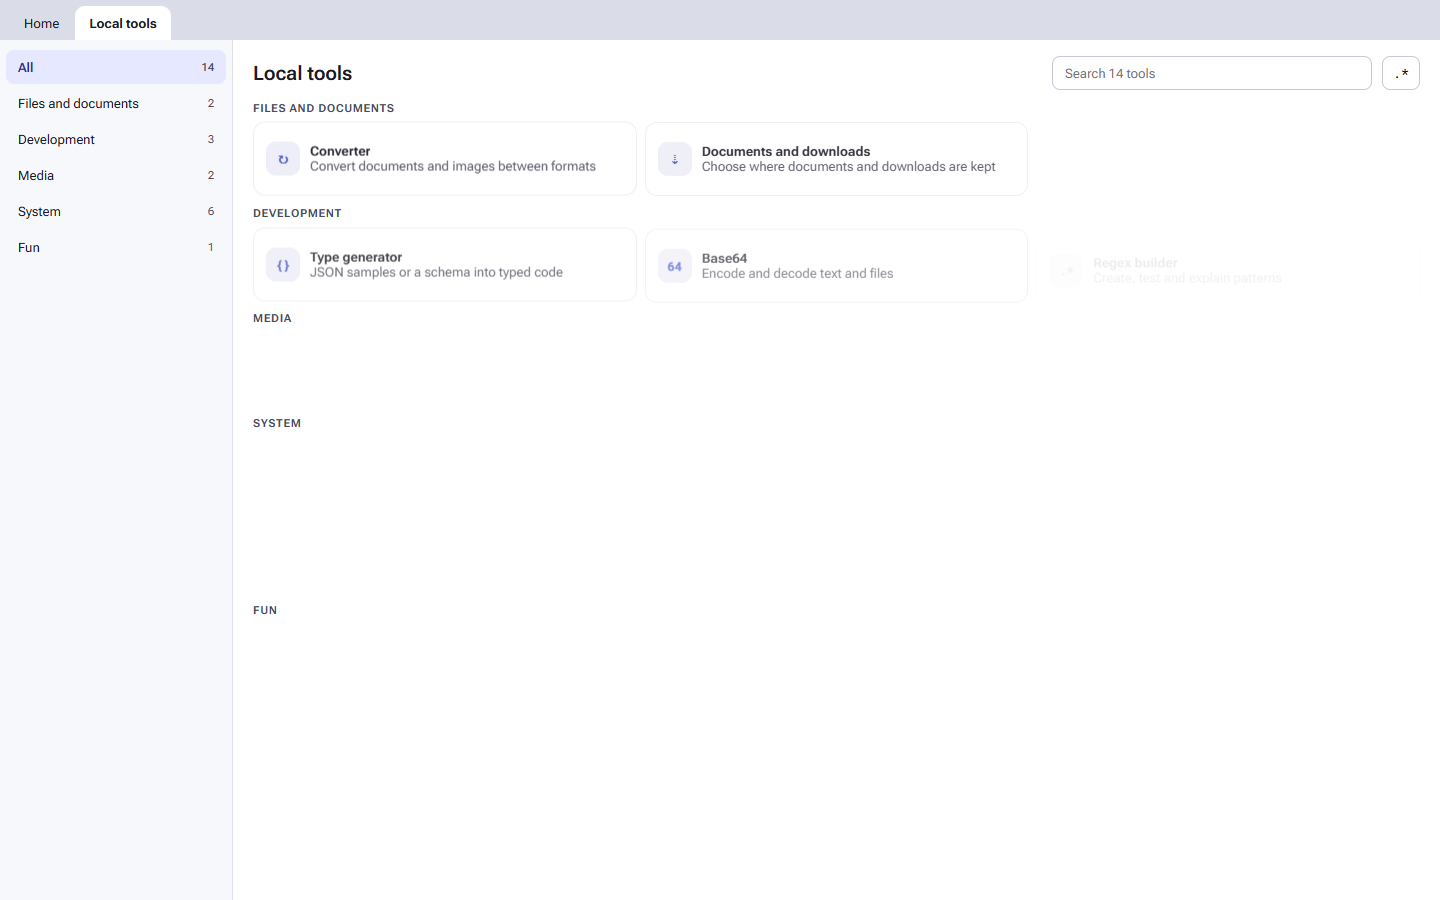 Home
Local tools
All 14
Files and documents 2
Development 3
Media 2
System 6
Fun 1
Local tools
Search 14 tools
.*
FILES AND DOCUMENTS
Converter
Convert documents and images between formats
Documents and downloads
Choose where documents and downloads are kept
DEVELOPMENT
{}
Type generator
JSON samples or a schema into typed code
64
Base64
Encode and decode text and files
.*
Regex builder
Create, test and explain patterns
MEDIA
SYSTEM
FUN